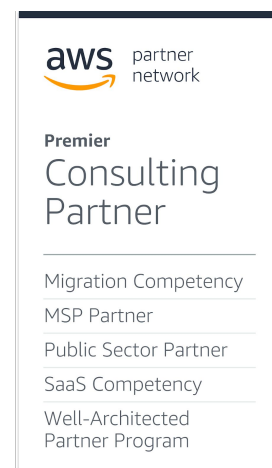 aws partner
network
Premier
Consulting
Partner
Migration Competency
MSP Partner
Public Sector Partner
SaaS Competency
Well-Architected
Partner Program